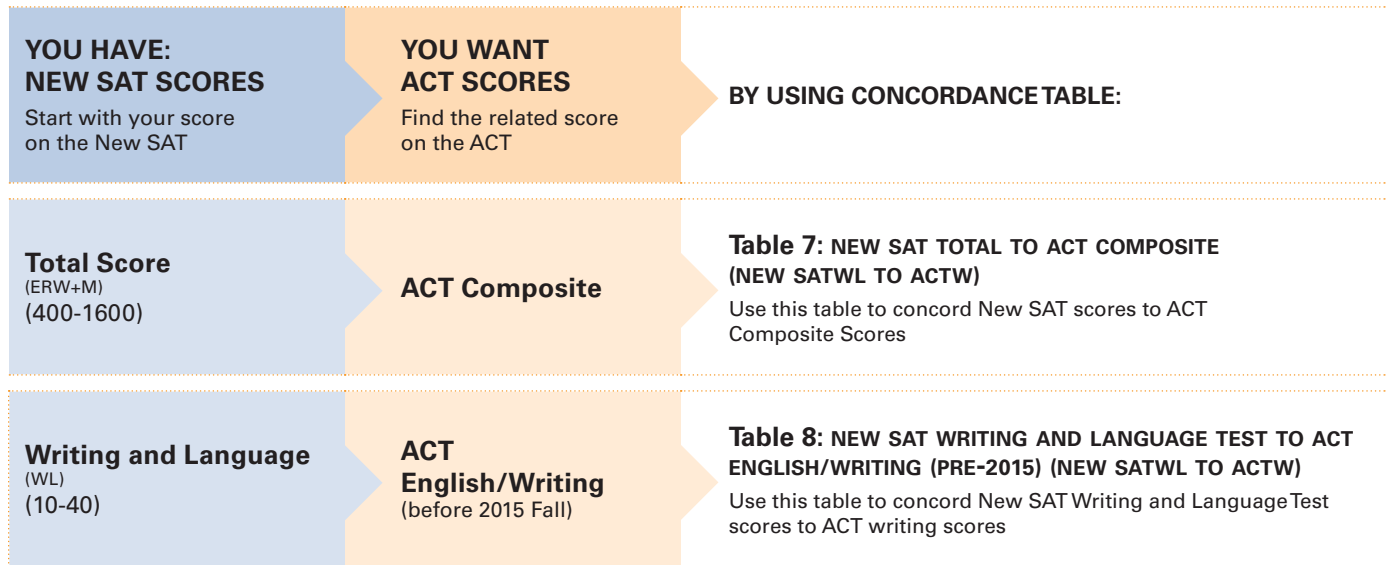 YOU HAVE:
NEW SAT SCORES
Start with your score
on the New SAT
YOU WANT
ACT SCORES
Find the related score
on the ACT
BY USING CONCORDANCE TABLE:
Total Score
(ERW+M)
(400-1600)
ACT Composite
Table 7: NEW SAT TOTAL TO ACT COMPOSITE
(NEW SATWL TO ACTW)
Use this table to concord New SAT scores to ACT
Composite Scores
Writing and Language
(WL)
(10-40)
ACT
English/Writing
(before 2015 Fall)
Table 8: NEW SAT WRITING AND LANGUAGE TEST TO ACT
ENGLISH/WRITING (PRE-2015) (NEW SATWL TO ACTW)
Use this table to concord New SAT Writing and Language Test
scores to ACT writing scores